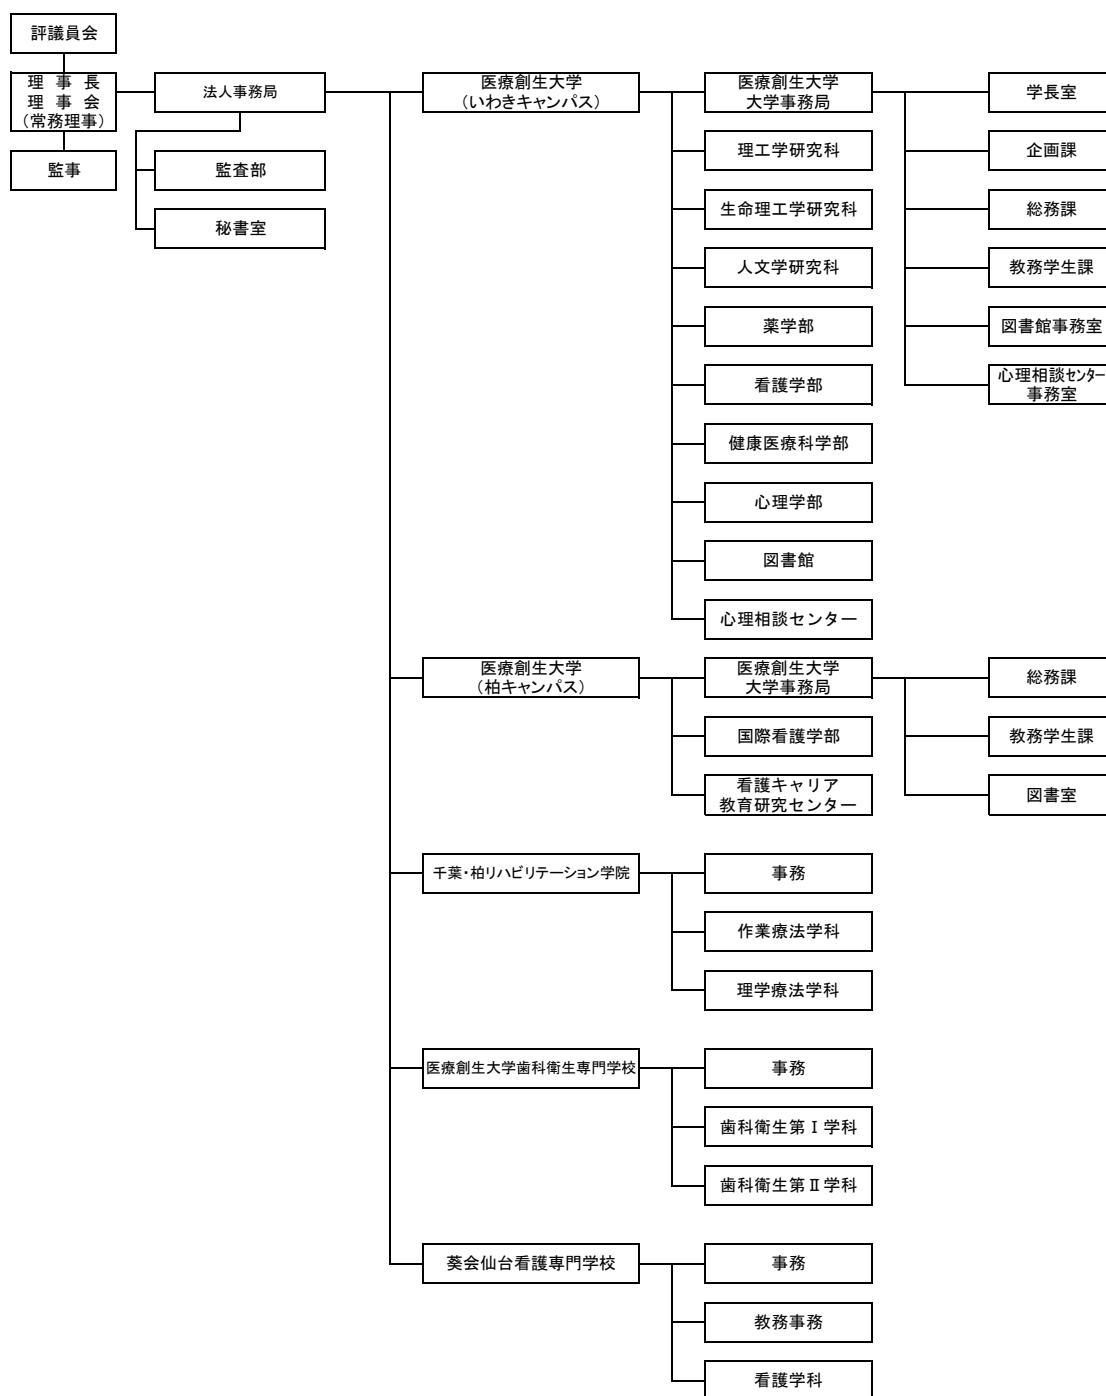 評議員会
理 事 長
理 事 会
(常務理事)
監事
法人事務局
監査部
秘書室
医療創生大学
(いわきキャンパス)
医療創生大学
大学事務局
理工学研究科
生命理工学研究科
人文学研究科
薬学部
看護学部
健康医療科学部
心理学部
図書館
心理相談センター
学長室
企画課
総務課
教務学生課
図書館事務室
心理相談センター
事務室
医療創生大学
(柏キャンパス)
医療創生大学
大学事務局
国際看護学部
看護キャリア
教育研究センター
総務課
教務学生課
図書室
千葉・柏リハビリテーション学院
事務
作業療法学科
理学療法学科
医療創生大学歯科衛生専門学校
事務
歯科衛生第Ⅰ学科
歯科衛生第Ⅱ学科
葵会仙台看護専門学校
事務
教務事務
看護学科